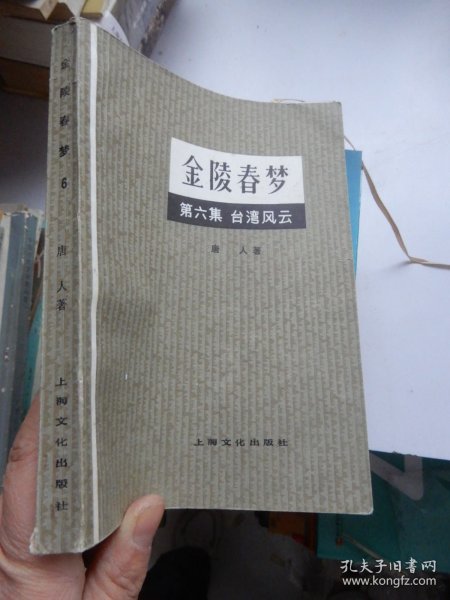 金陵春梦6
唐人著
上海文化出版社
金陵春梦
第六集 台湾风云
唐 人著
上海文化出版社
孔夫子旧书网
www.kongfz.com